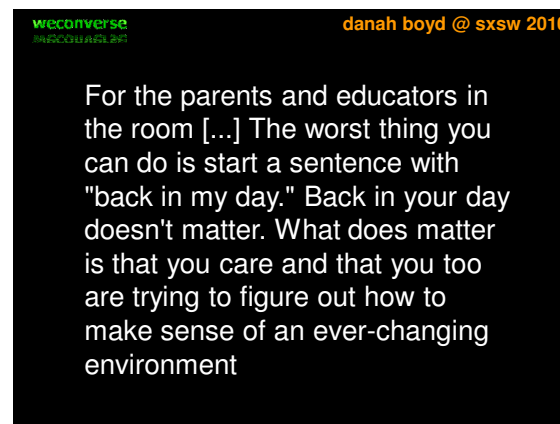 weconverse
danah boyd @ sxsw 2010
For the parents and educators in
the room [...] The worst thing you
can do is start a sentence with
"back in my day." Back in your day
doesn't matter. What does matter
is that you care and that you too
are trying to figure out how to
make sense of an ever-changing
environment